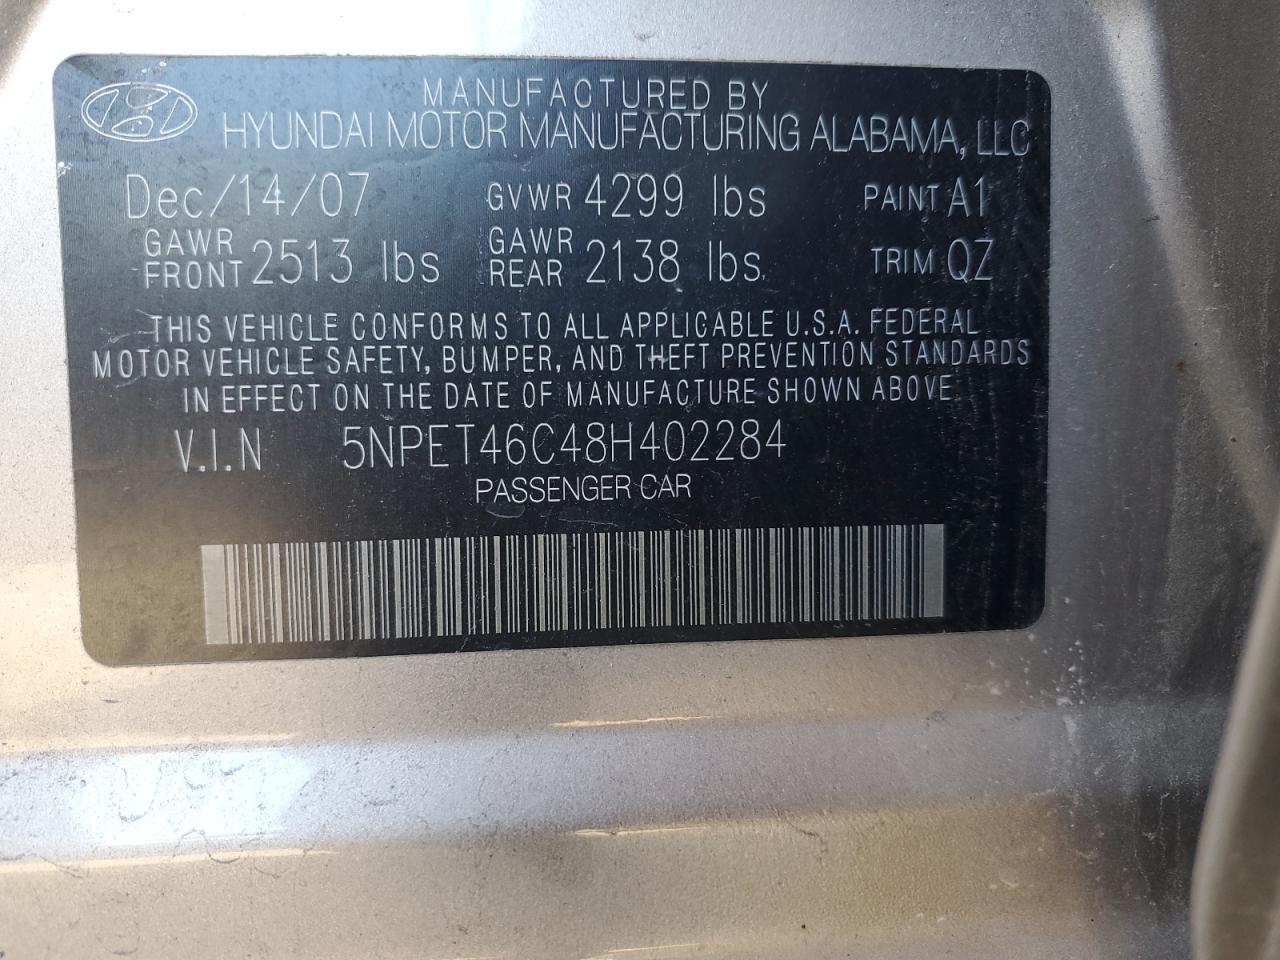 MANUFACTURED BY
HYUNDAI MOTOR MANUFACTURING ALABAMA, LLC
Dec/14/07 GVWR 4299 lbs PAINT A1
GAWR FRONT 2513 lbs GAWR REAR 2138 lbs. TRIM QZ
THIS VEHICLE CONFORMS TO ALL APPLICABLE U.S.A. FEDERAL
MOTOR VEHICLE SAFETY, BUMPER, AND THEFT PREVENTION STANDARDS
IN EFFECT ON THE DATE OF MANUFACTURE SHOWN ABOVE
V.I.N 5NPET46C48H402284
PASSENGER CAR